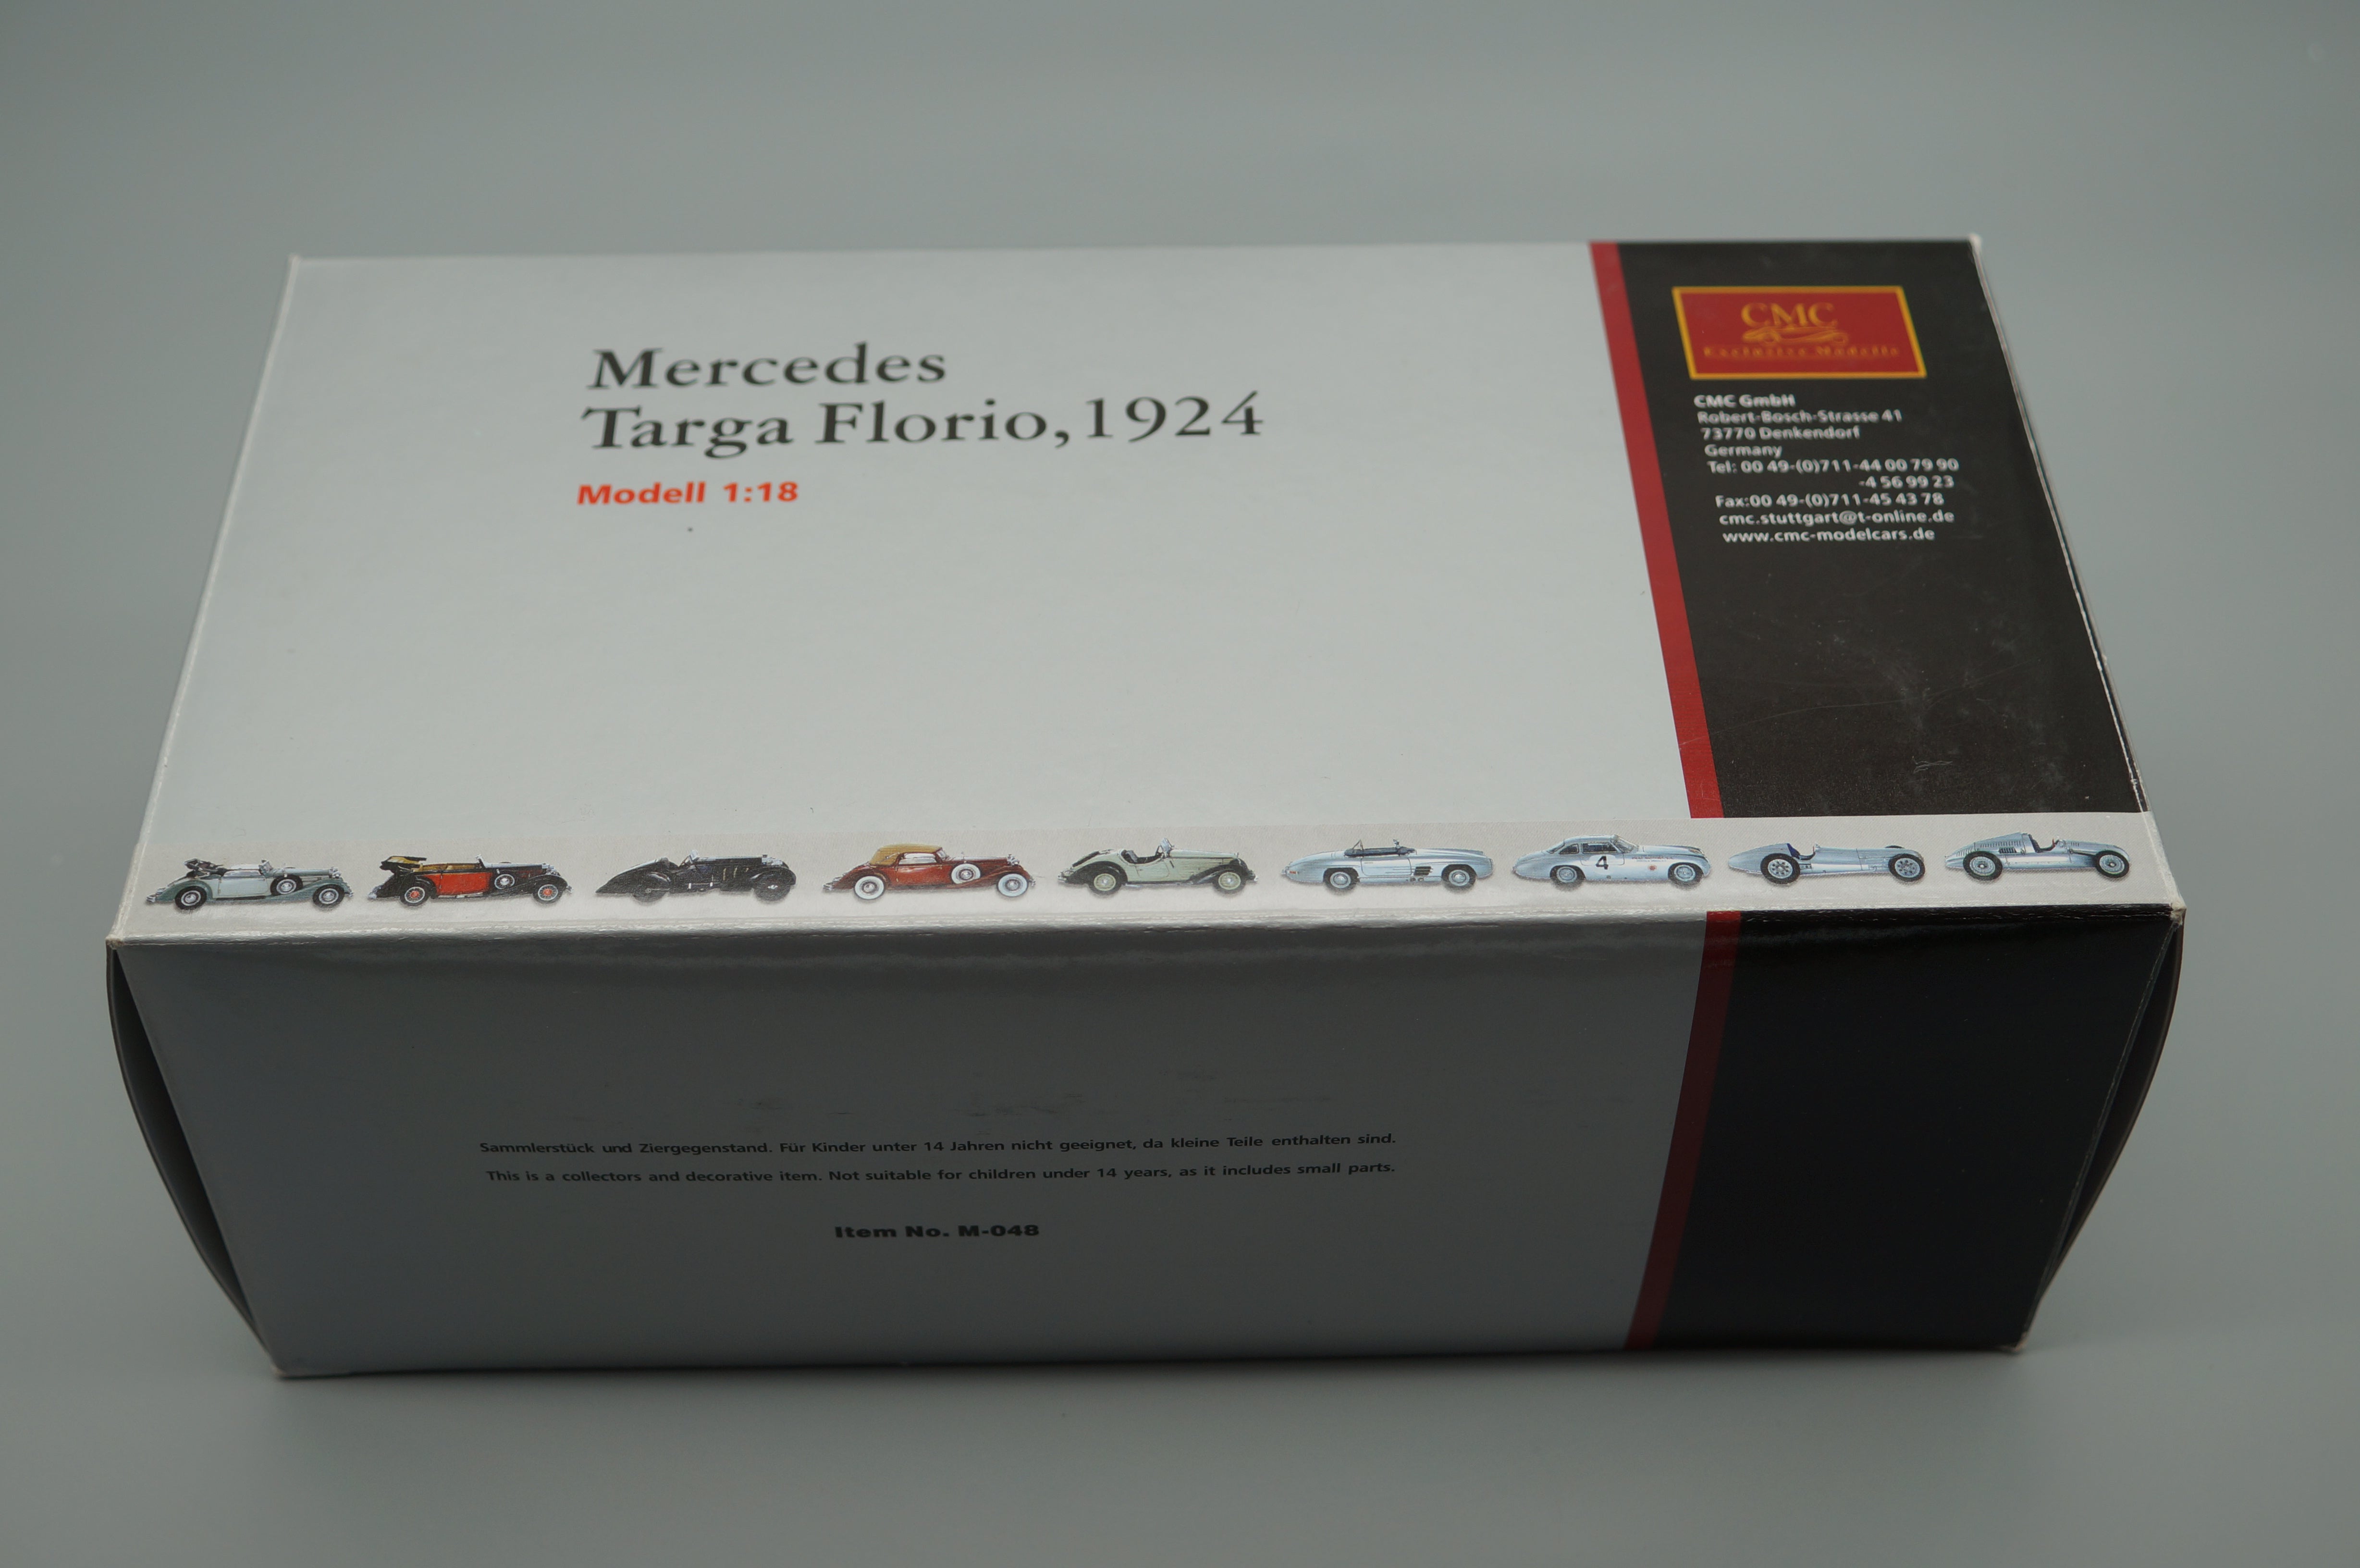 Mercedes
Targa Florio, 1924
Modell 1:18
CMC
Exclusive Modelle
CMC GmbH
Robert-Bosch-Strasse 41
73770 Denkendorf
Germany
Tel: 00 49-(0)711-44 00 79 90
-4 56 99 23
Fax:00 49-(0)711-45 43 78
cmc.stuttgart@t-online.de
www.cmc-modelcars.de
4
Sammlerstück und Ziergegenstand. Für Kinder unter 14 Jahren nicht geeignet, da kleine Teile enthalten sind.
This is a collectors and decorative item. Not suitable for children under 14 years, as it includes small parts.
Item No. M-048